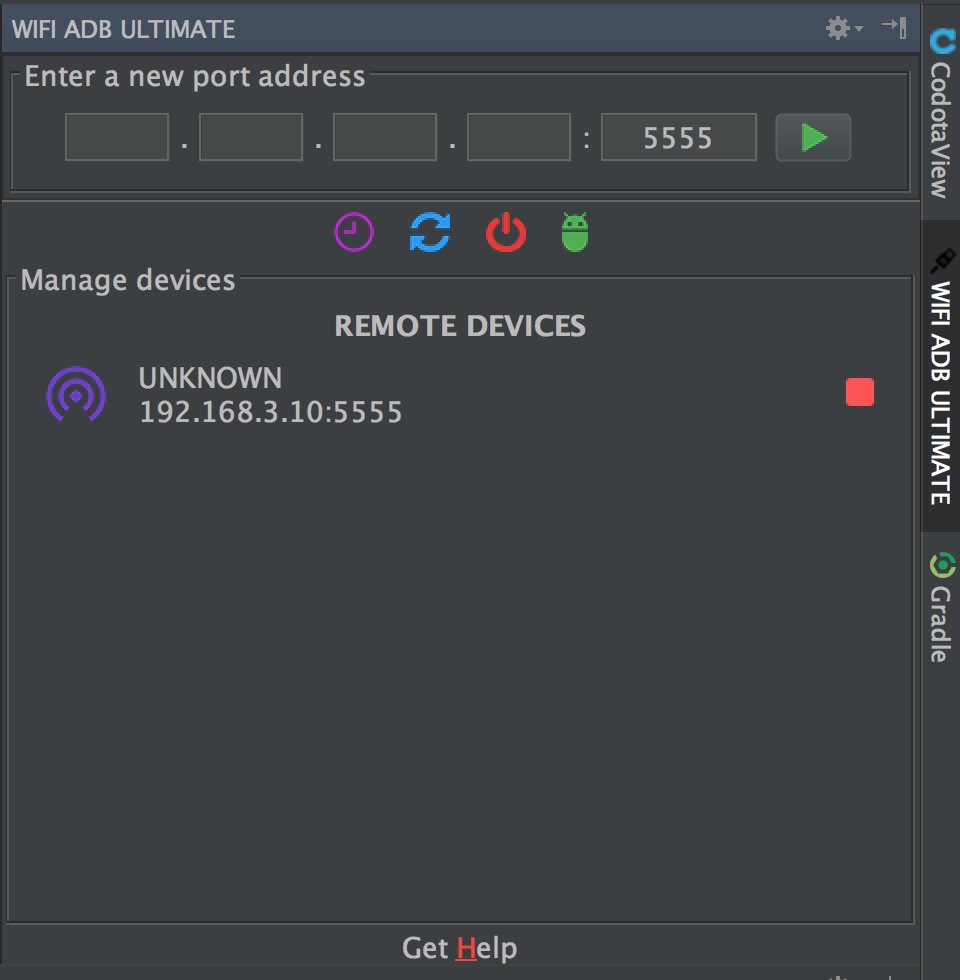 WIFI ADB ULTIMATE
Enter a new port address
. . . : 5555
Manage devices
REMOTE DEVICES
UNKNOWN
192.168.3.10:5555
Get Help
CodotaView
WIFI ADB ULTIMATE
Gradle